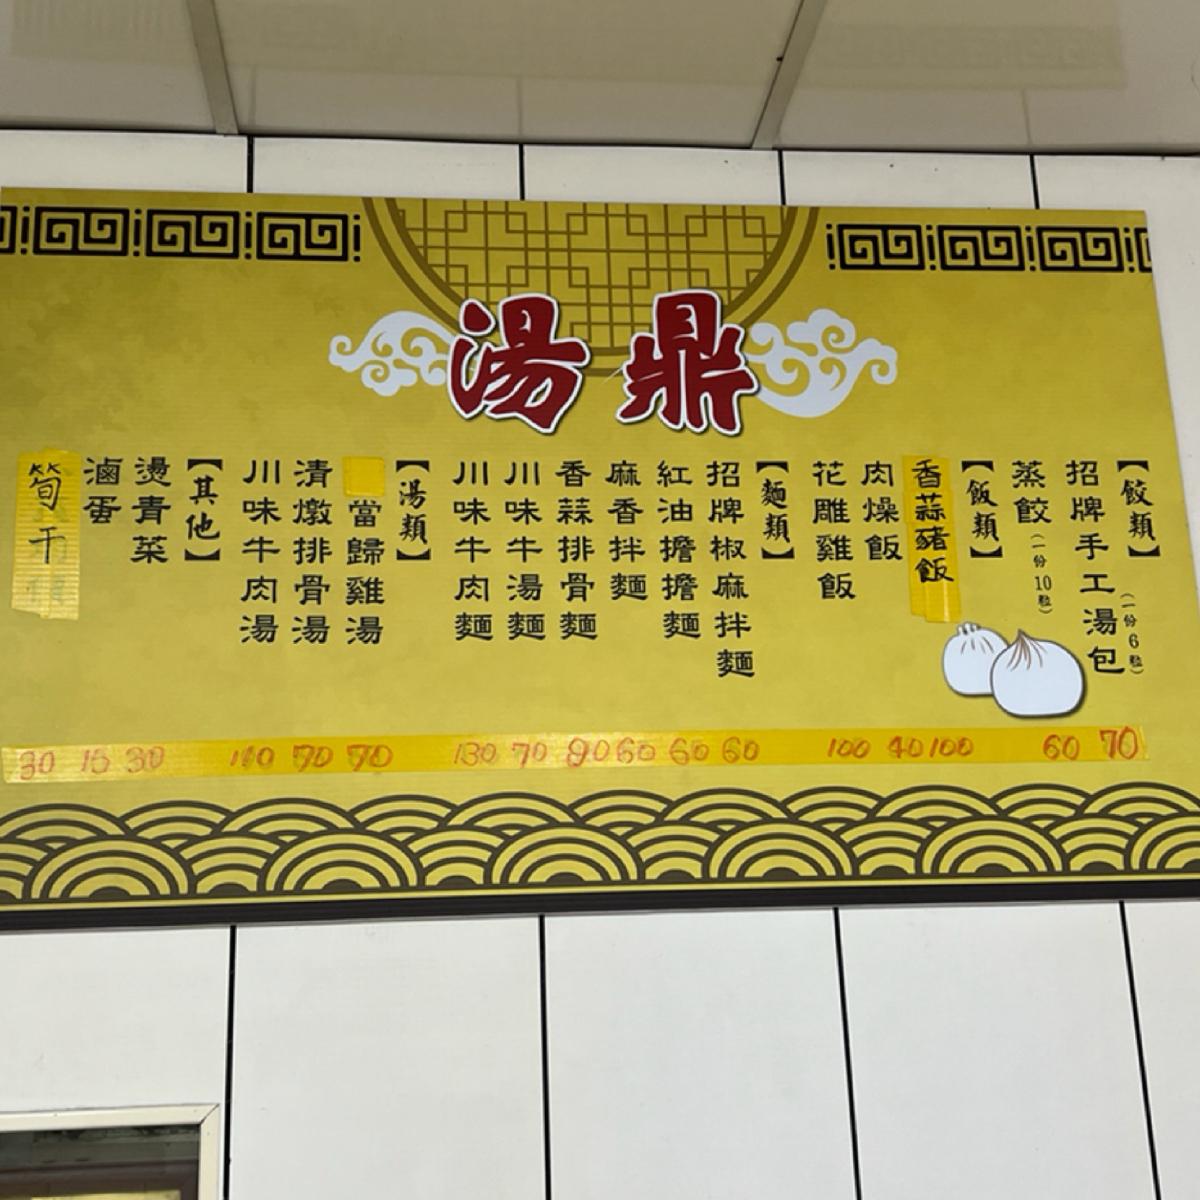 湯鼎
【餃類】
招牌手工湯包(一份6粒)
蒸餃(一份10粒)
【飯類】
香蒜豬飯
肉燥飯
花雕雞飯
【麵類】
招牌椒麻拌麵
紅油擔擔麵
麻香拌麵
香蒜排骨麵
川味牛湯麵
川味牛肉麵
【湯類】
當歸雞湯
清燉排骨湯
川味牛肉湯
【其他】
燙青菜
滷蛋
筍干
30 15 30 110 70 70 130 70 90 60 60 60 100 40 100 60 70